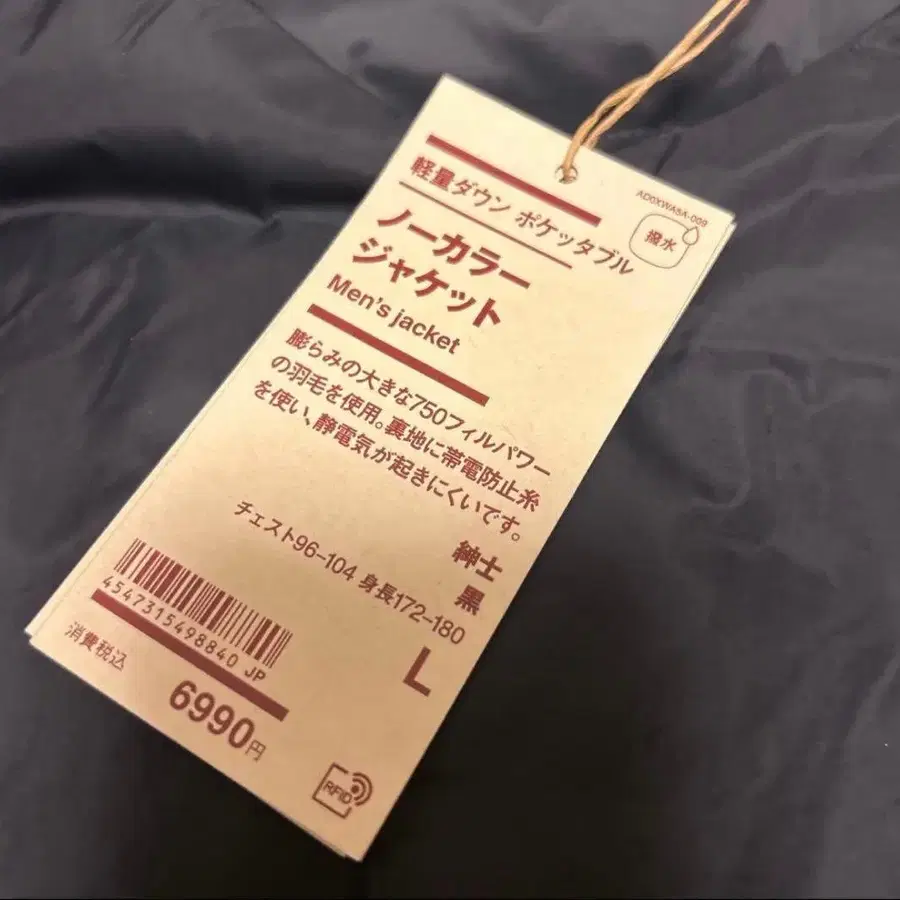 AD0XWA5A-009
軽量ダウン ポケッタブル
撥水
ノーカラー
ジャケット
Men's jacket
膨らみの大きな750フィルパワー
の羽毛を使用。裏地に帯電防止糸
を使い、静電気が起きにくいです。
紳士
黒
チェスト96-104 身長172-180
L
4547315498840 JP
消費税込
6990円
RFID